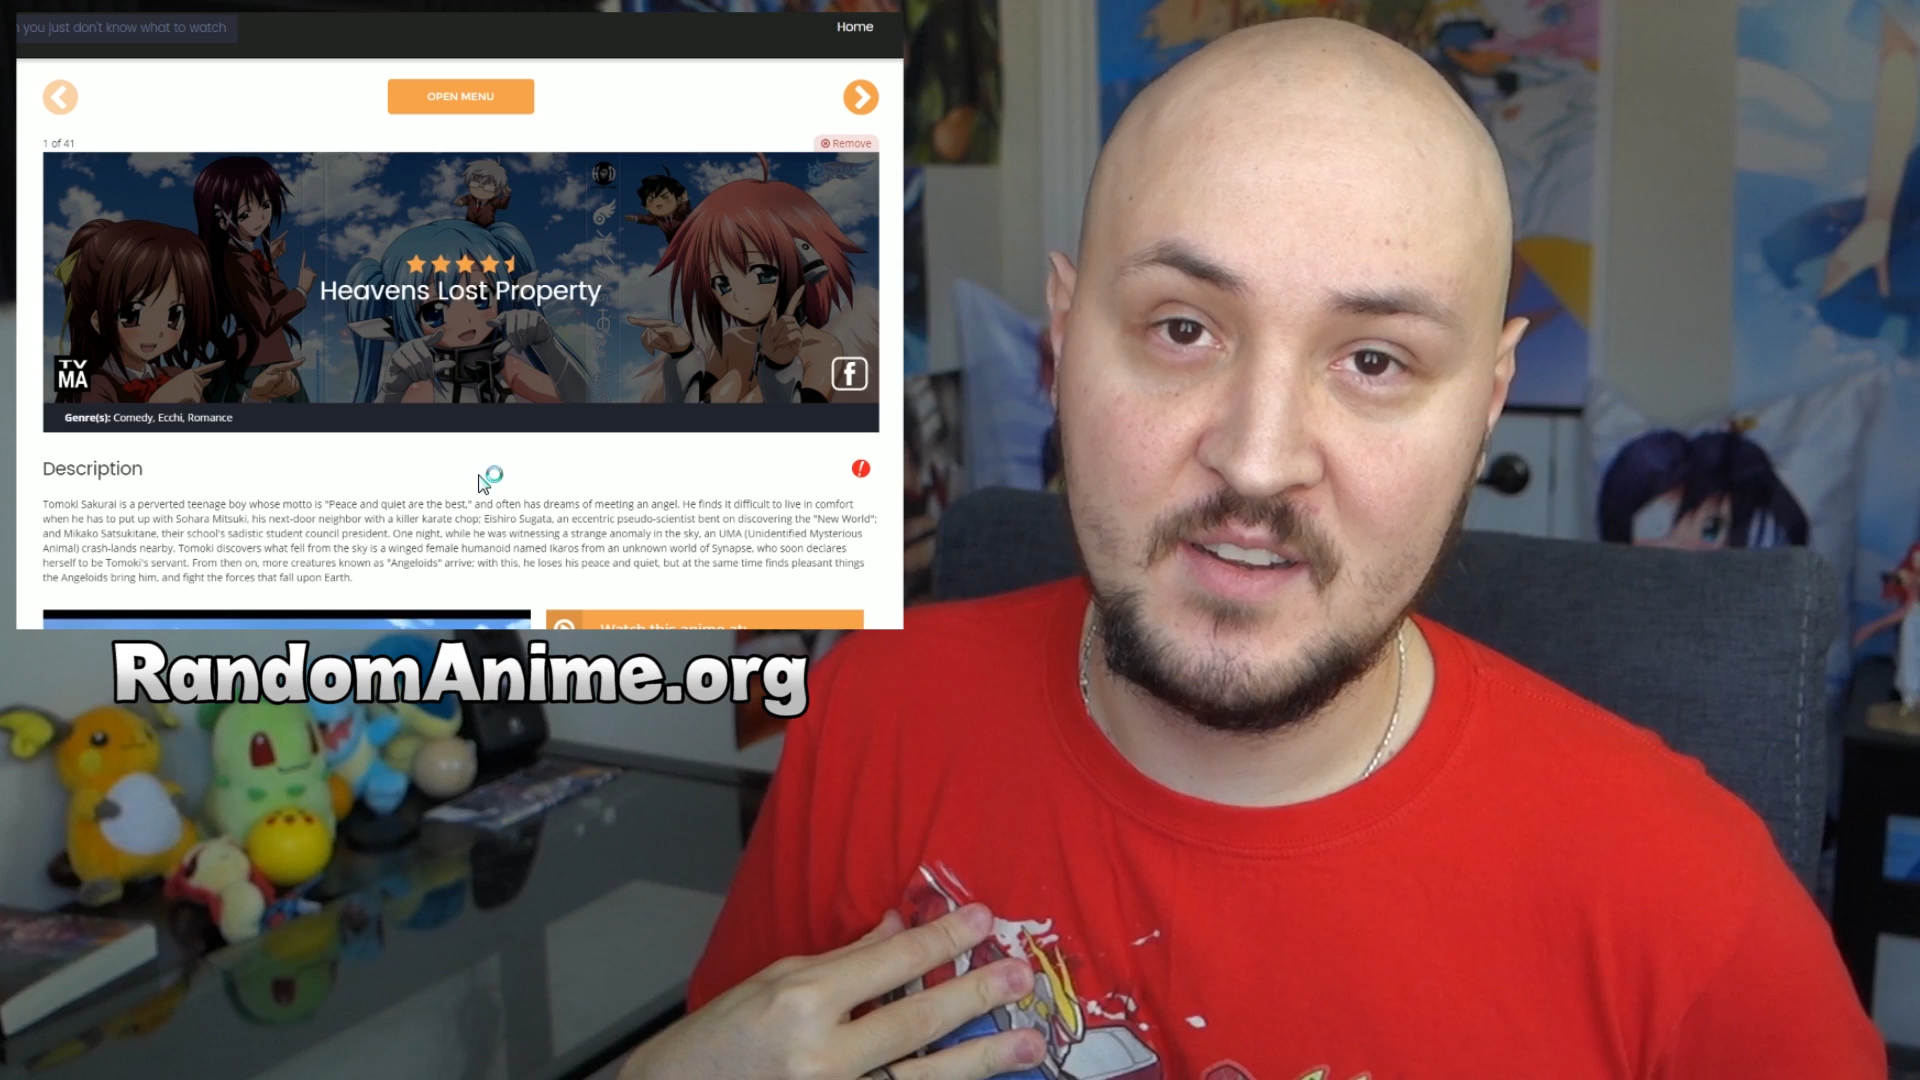 you just don't know what to watch
Home
OPEN MENU
1 of 41
Remove
Heavens Lost Property
TV
MA
f
Genre(s): Comedy, Ecchi, Romance
Description
Tomoki Sakurai is a perverted teenage boy whose motto is "Peace and quiet are the best," and often has dreams of meeting an angel. He finds it difficult to live in comfort
when he has to put up with Sohara Mitsuki, his next-door neighbor with a killer karate chop; Eishiro Sugata, an eccentric pseudo-scientist bent on discovering the "New World";
and Mikako Satsukitane, their school's sadistic student council president. One night, while he was witnessing a strange anomaly in the sky, an UMA (Unidentified Mysterious
Animal) crash-lands nearby. Tomoki discovers what fell from the sky is a winged female humanoid named Ikaros from an unknown world of Synapse, who soon declares
herself to be Tomoki's servant. From then on, more creatures known as "Angeloids" arrive; with this, he loses his peace and quiet, but at the same time finds pleasant things
the Angeloids bring him, and fight the forces that fall upon Earth.
Watch this anime at:
RandomAnime.org